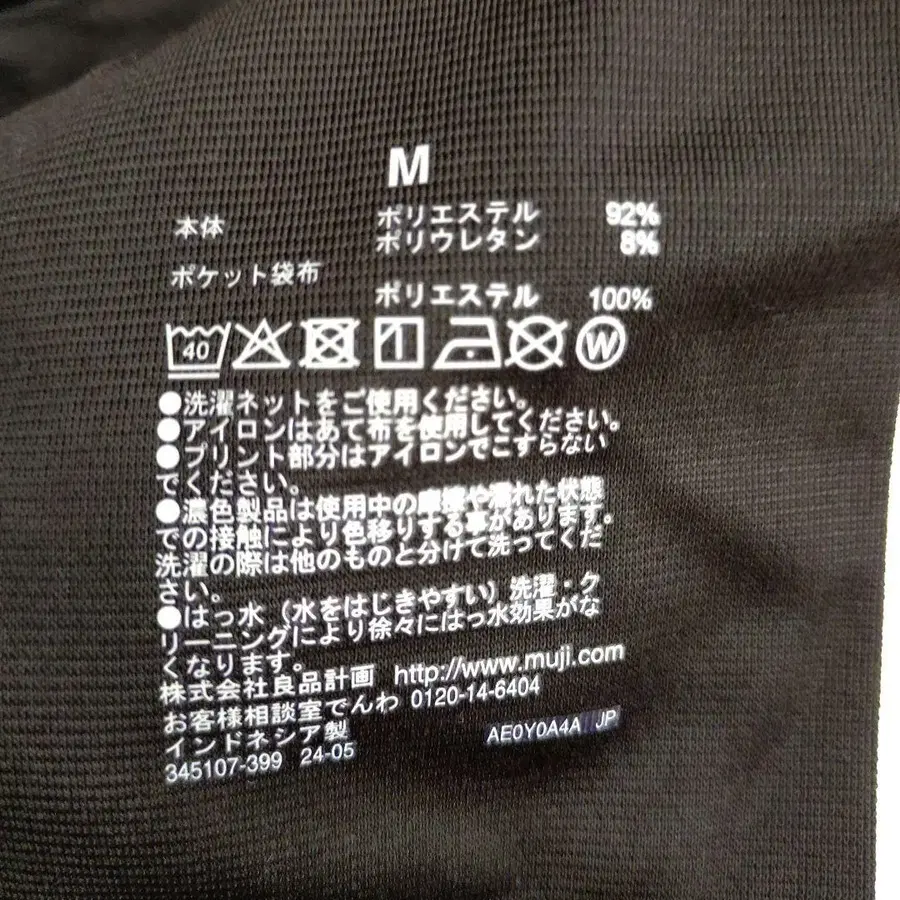 M
本体 ポリエステル 92%
ポリウレタン 8%
ポケット袋布
ポリエステル 100%
40 W
●洗濯ネットをご使用ください。
●アイロンはあて布を使用してください。
●プリント部分はアイロンでこすらない
でください。
●濃色製品は使用中の摩擦や濡れた状態
での接触により色移りする事があります。
洗濯の際は他のものと分けて洗ってくだ
さい。
●はっ水（水をはじきやすい）洗濯・ク
リーニングにより徐々にはっ水効果がな
くなります。
株式会社良品計画 http://www.muji.com
お客様相談室でんわ 0120-14-6404
インドネシア製
345107-399 24-05 AE0Y0A4A JP